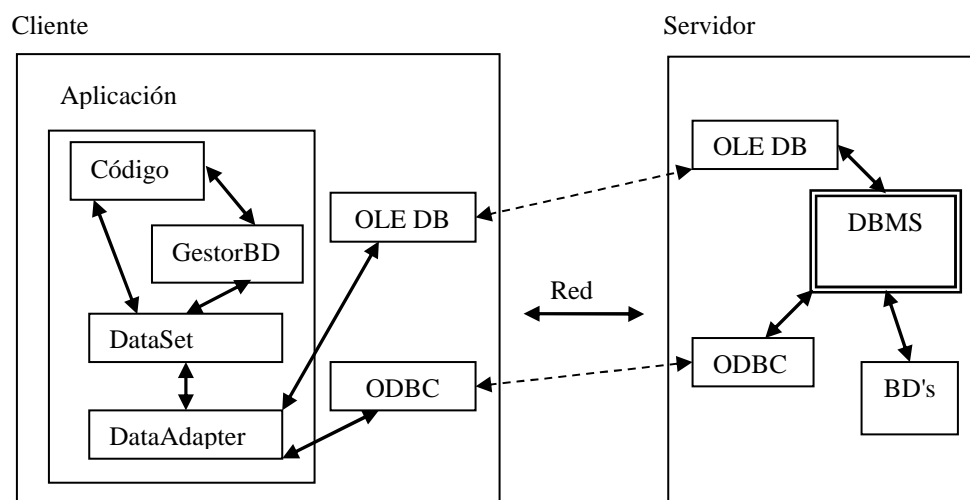 Cliente
Servidor
Aplicación
Código
OLE DB
OLE DB
DBMS
GestorBD
Red
DataSet
ODBC
ODBC
BD's
DataAdapter